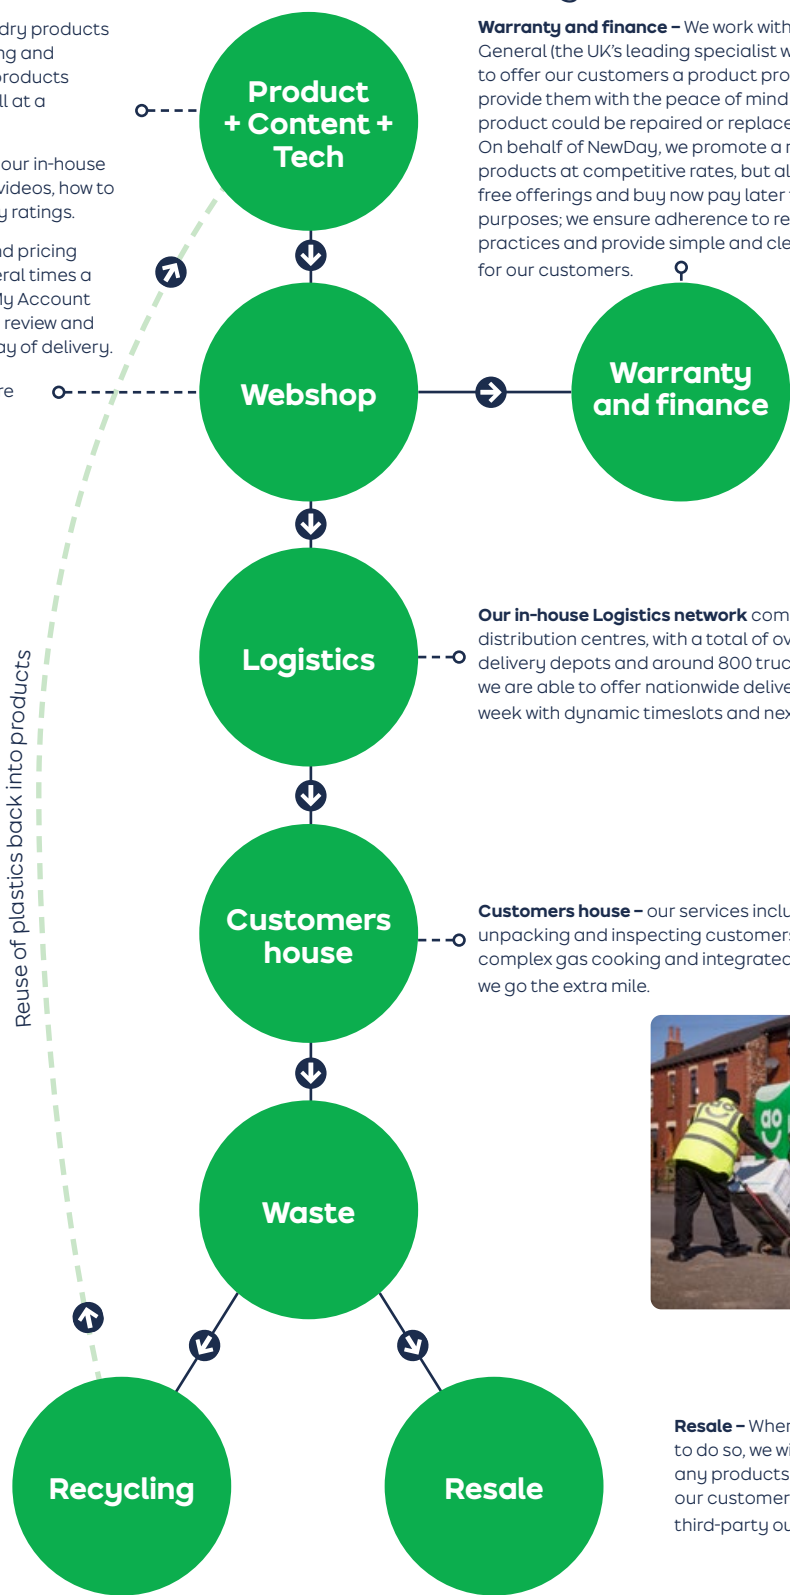 dry products
ng and
products
ll at a
our in-house
videos, how to
y ratings.
nd pricing
eral times a
My Account
review and
ay of delivery.
re
Product
+ Content +
Tech
Warranty and finance – We work with
General (the UK's leading specialist w
to offer our customers a product pro
provide them with the peace of mind
product could be repaired or replace
On behalf of NewDay, we promote a r
products at competitive rates, but al
free offerings and buy now pay later
purposes; we ensure adherence to re
practices and provide simple and cle
for our customers.
Webshop
Warranty
and finance
Logistics
Our in-house Logistics network com
distribution centres, with a total of ov
delivery depots and around 800 truc
we are able to offer nationwide delive
week with dynamic timeslots and nex
Reuse of plastics back into products
Customers
house
Customers house – our services inclu
unpacking and inspecting customers
complex gas cooking and integrated
we go the extra mile.
ao
Waste
Recycling
Resale
Resale – When
to do so, we wi
any products
our customer
third-party ou